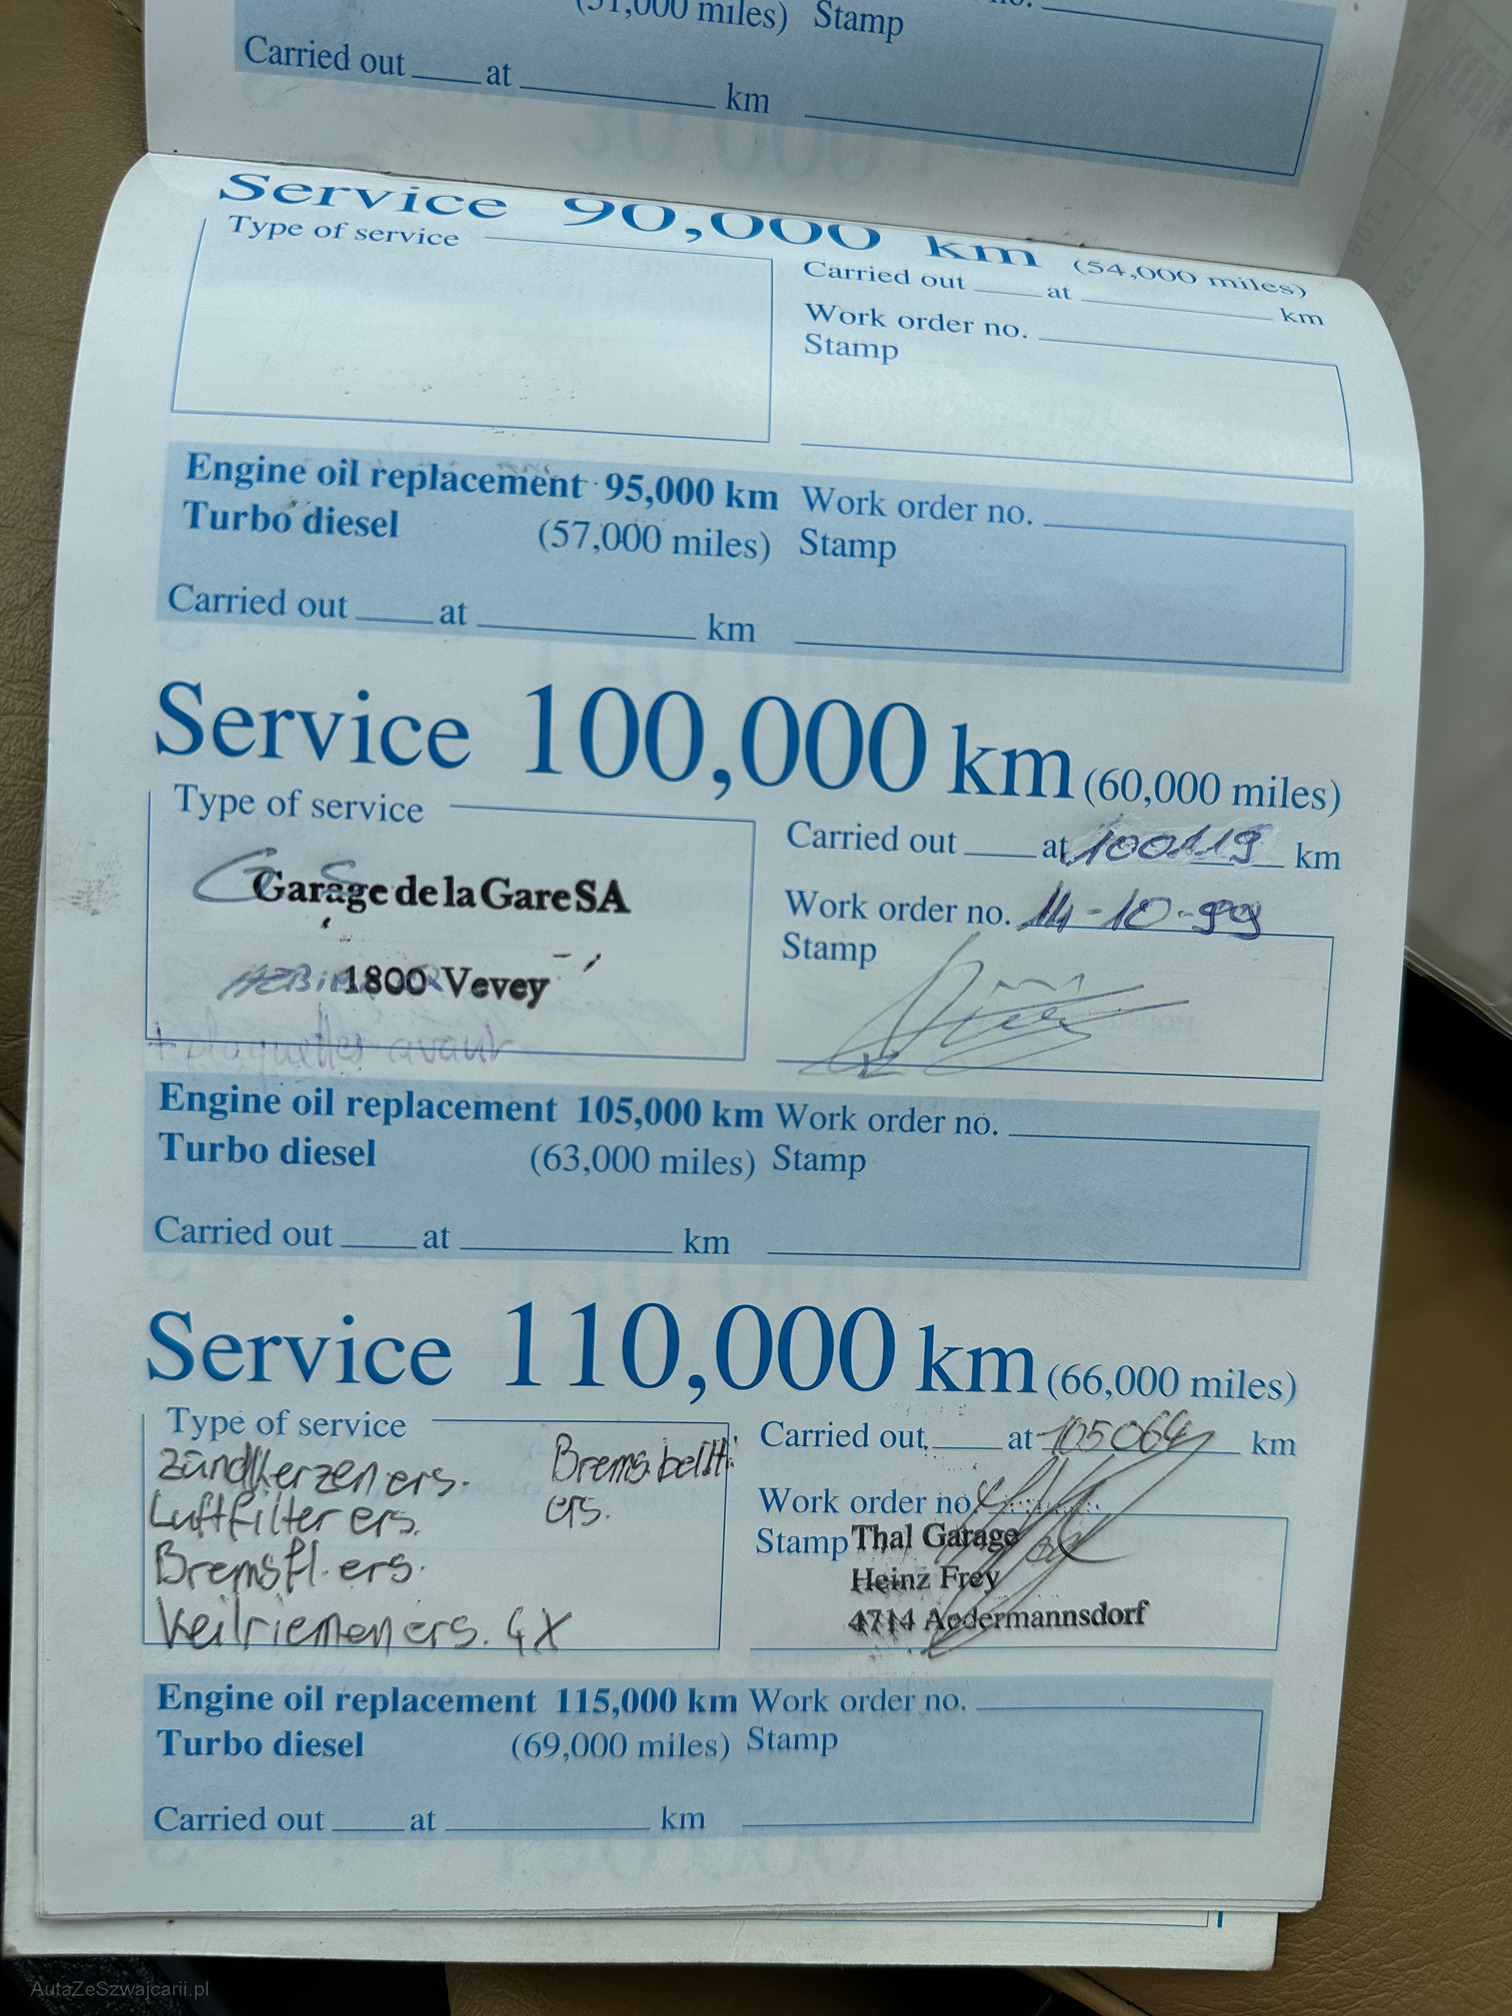 (51,000 miles) Stamp
Carried out at km
Service 90,000 km (54,000 miles)
Type of service
Carried out at km
Work order no.
Stamp
Engine oil replacement 95,000 km Work order no.
Turbo diesel (57,000 miles) Stamp
Carried out at km
Service 100,000 km (60,000 miles)
Type of service
Carried out at 100119 km
Garage de la Gare SA
Work order no. 14-10-99
Stamp
1800 Vevey
+ plaquettes avant
Engine oil replacement 105,000 km Work order no.
Turbo diesel (63,000 miles) Stamp
Carried out at km
Service 110,000 km (66,000 miles)
Type of service
Carried out at 105064 km
Zündkerzen ers. Bremsbellti
Luftfilter ers. ers.
Work order no
Stamp Thal Garage
Bremsfl. ers.
Heinz Frey
Keilriemen ers. 4X
4714 Aedermannsdorf
Engine oil replacement 115,000 km Work order no.
Turbo diesel (69,000 miles) Stamp
Carried out at km
AutaZeSzwajcarii.pl